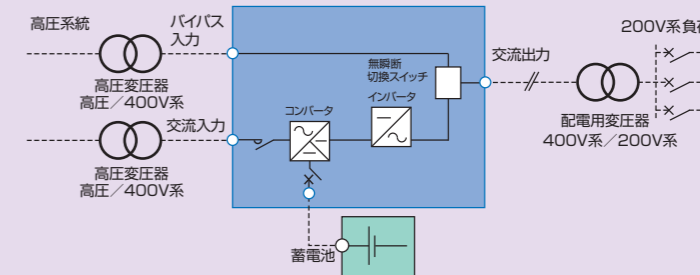 高圧系統
バイパス
入力
高圧変圧器
高圧／400V系
交流入力
高圧変圧器
高圧／400V系
コンバータ
インバータ
無瞬断
切換スイッチ
蓄電池
交流出力
配電用変圧器
400V系／200V系
200V系負荷